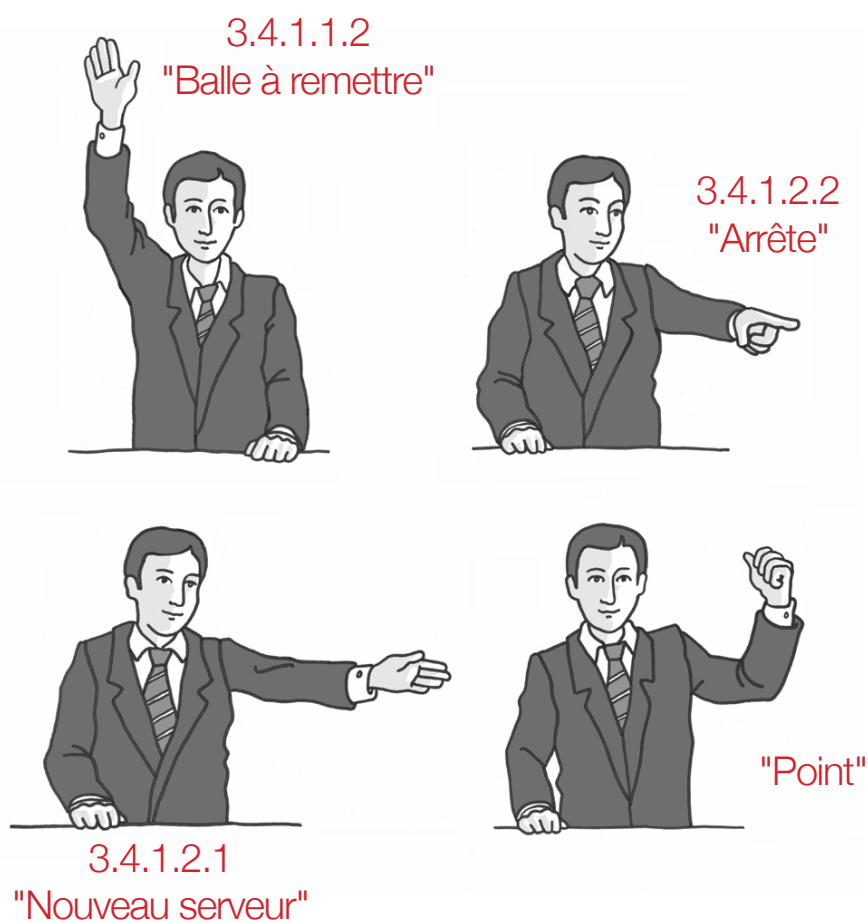 3.4.1.1.2
"Balle à remettre"
3.4.1.2.2
"Arrête"
3.4.1.2.1
"Nouveau serveur"
"Point"